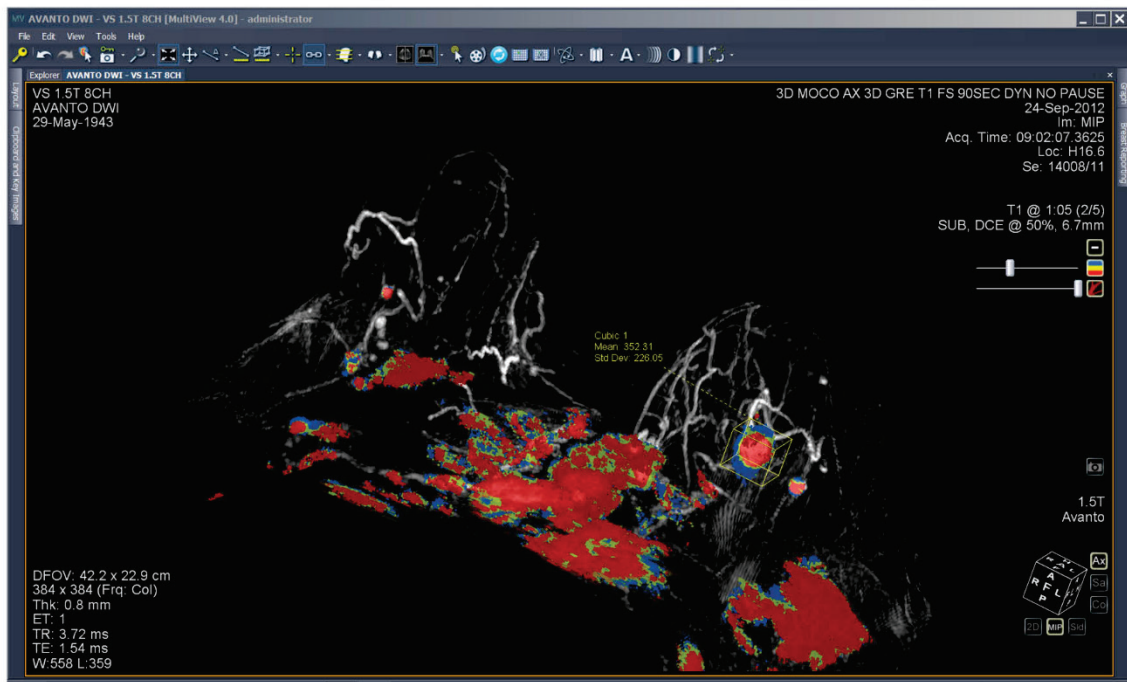 MV AVANTO DWI - VS 1.5T 8CH [MultiView 4.0] - administrator
File Edit View Tools Help
Explorer AVANTO DWI - VS 1.5T 8CH
Layout
Clipboard and Key Images
Graph
Breast Reporting
VS 1.5T 8CH
AVANTO DWI
29-May-1943
3D MOCO AX 3D GRE T1 FS 90SEC DYN NO PAUSE
24-Sep-2012
Im: MIP
Acq. Time: 09:02:07.3625
Loc: H16.6
Se: 14008/11
T1 @ 1:05 (2/5)
SUB, DCE @ 50%, 6.7mm
Cubic 1
Mean 352.31
Std Dev: 226.05
1.5T
Avanto
DFOV: 42.2 x 22.9 cm
384 x 384 (Frq: Col)
Thk: 0.8 mm
ET: 1
TR: 3.72 ms
TE: 1.54 ms
W:558 L:359
A
R F L
P
Ax
Sa
Co
2D MIP Sld